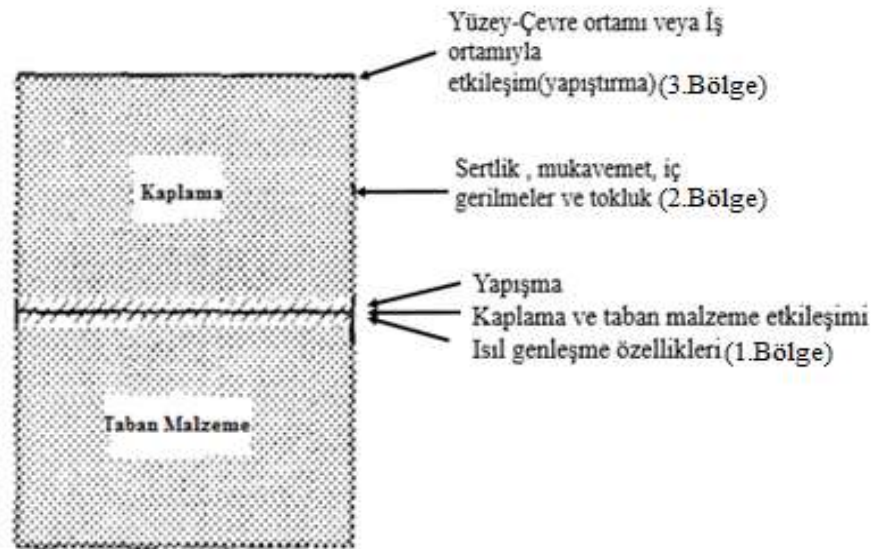 Yüzey-Çevre ortamı veya İş
ortamıyla
etkileşim(yapıştırma)(3.Bölge)
Kaplama
Sertlik , mukavemet, iç
gerilmeler ve tokluk (2.Bölge)
Yapışma
Kaplama ve taban malzeme etkileşimi
Isıl genleşme özellikleri(1.Bölge)
Taban Malzeme